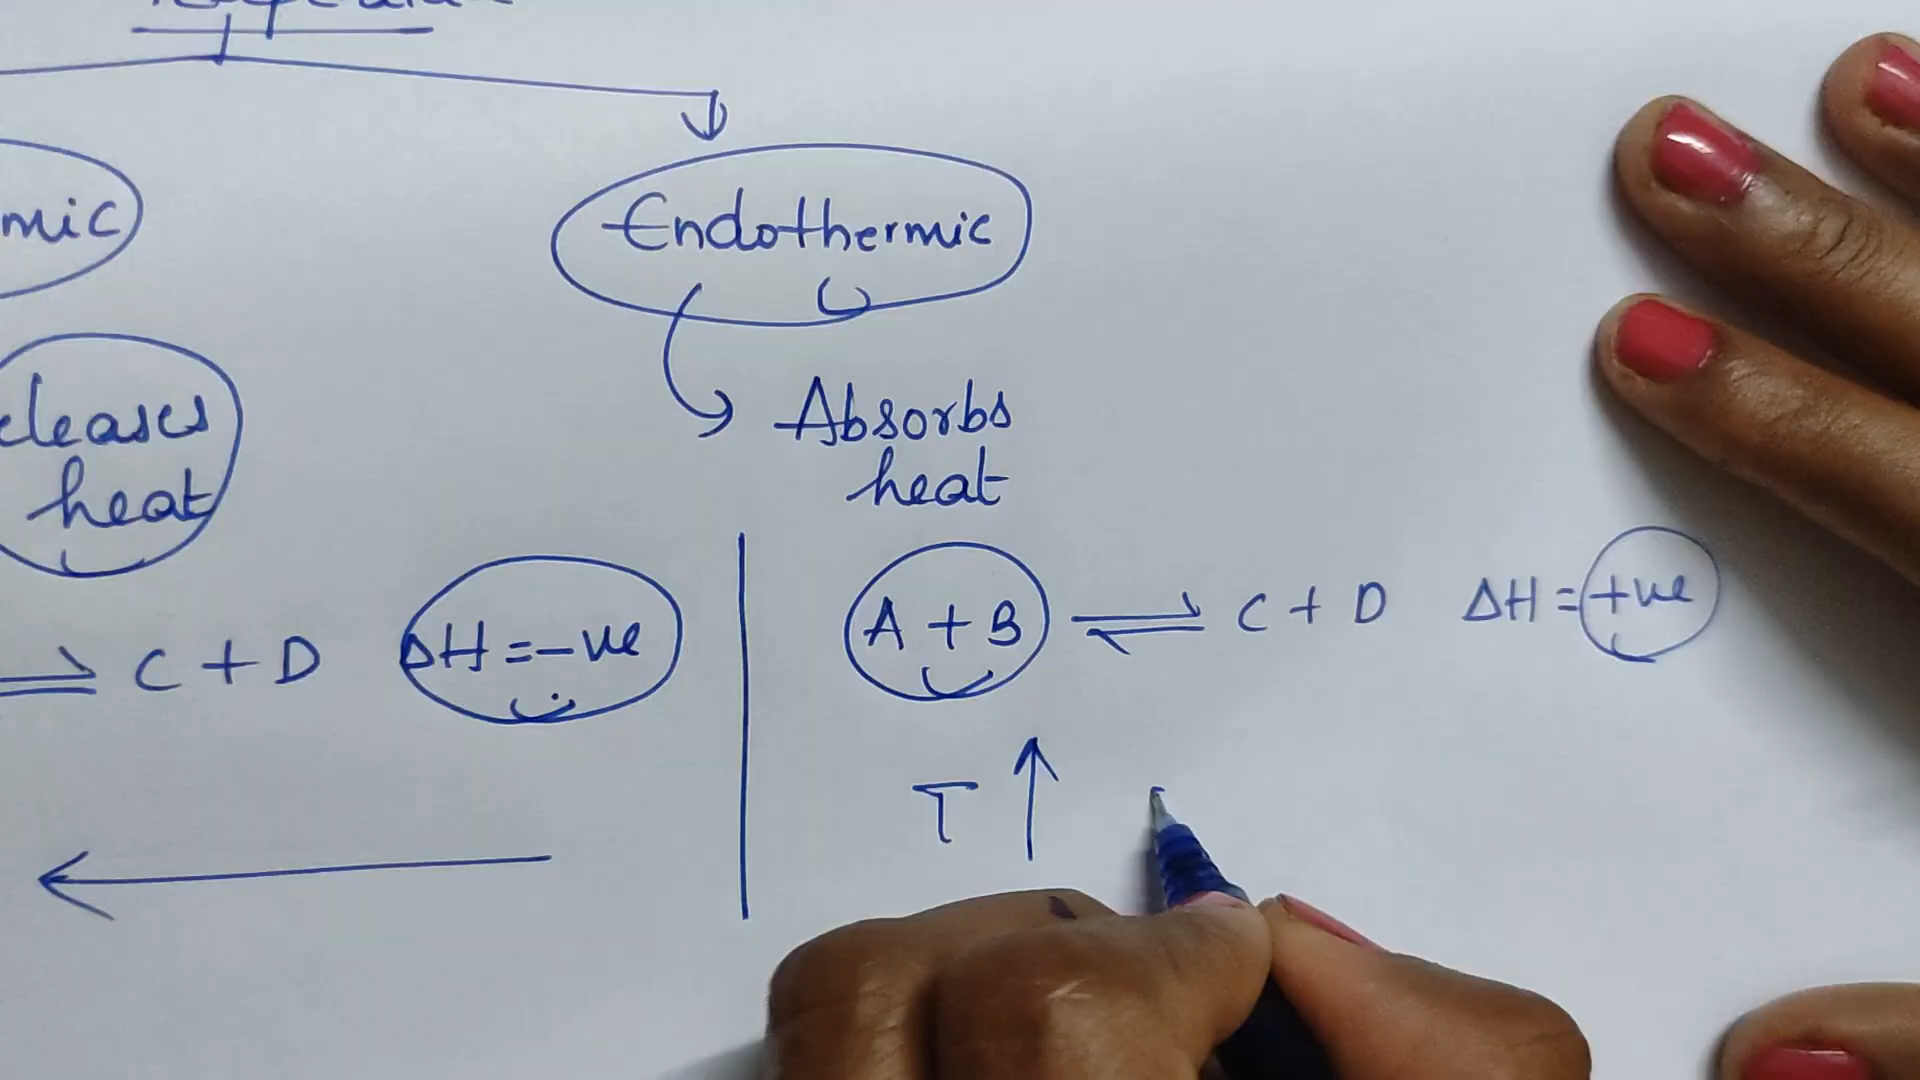 mic
Endothermic
eleases
heat
Absorbs
heat
⇌ C + D ΔH = -ve
A + B ⇌ C + D ΔH = +ve
T ↑